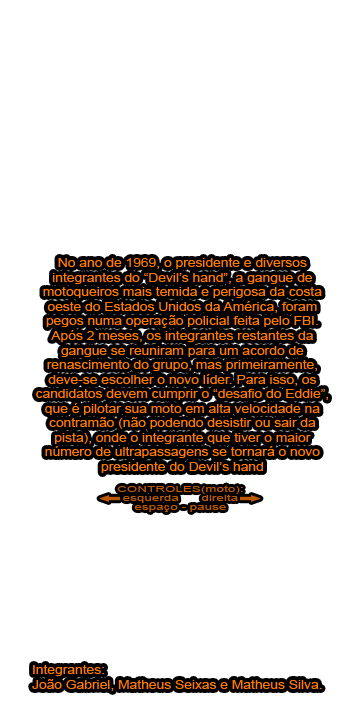 No ano de 1969, o presidente e diversos
integrantes do “Devil’s hand”, a gangue de
motoqueiros mais temida e perigosa da costa
oeste do Estados Unidos da América, foram
pegos numa operação policial feita pelo FBI.
Após 2 meses, os integrantes restantes da
gangue se reuniram para um acordo de
renascimento do grupo, mas primeiramente,
deve-se escolher o novo líder. Para isso, os
candidatos devem cumprir o “desafio do Eddie”,
que é pilotar sua moto em alta velocidade na
contramão (não podendo desistir ou sair da
pista), onde o integrante que tiver o maior
número de ultrapassagens se tornará o novo
presidente do Devil’s hand
CONTROLES(moto):
esquerda direita
espaço - pause
Integrantes:
João Gabriel, Matheus Seixas e Matheus Silva.